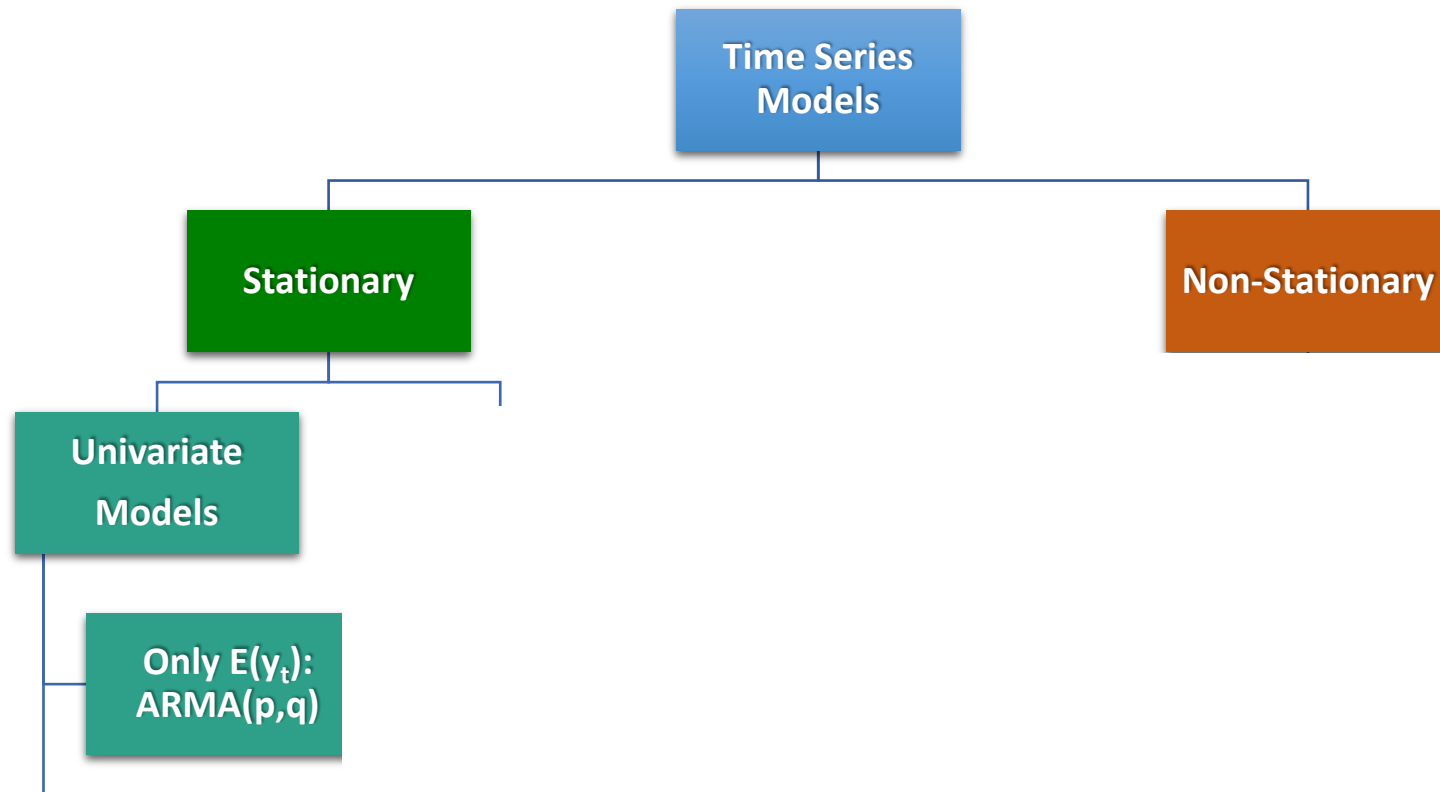 Time Series
Models
Stationary
Non-Stationary
Univariate
Models
Only E(yₜ):
ARMA(p,q)